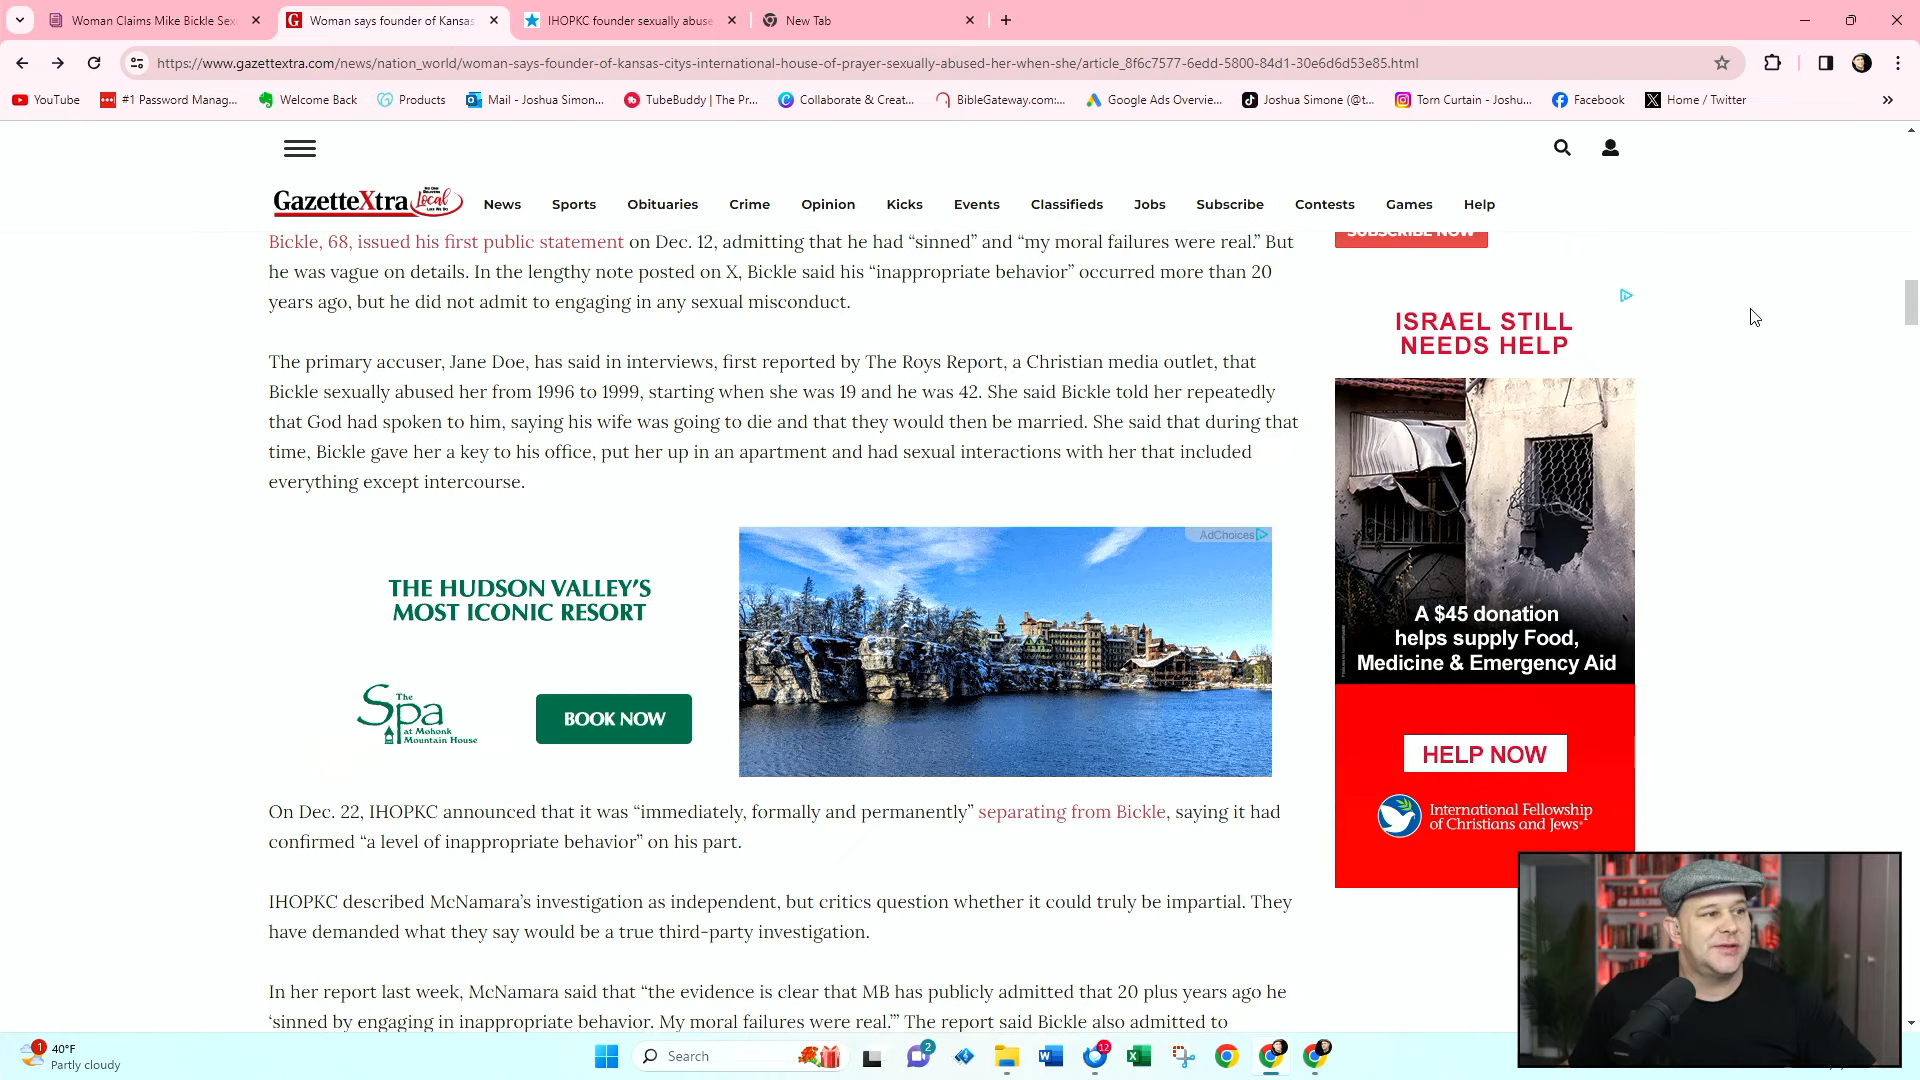 Woman Claims Mike Bickle Sex
Woman says founder of Kansas
IHOPKC founder sexually abuse
New Tab
https://www.gazettextra.com/news/nation_world/woman-says-founder-of-kansas-citys-international-house-of-prayer-sexually-abused-her-when-she/article_8f6c7577-6edd-5800-84d1-30e6d6d53e85.html
YouTube
#1 Password Manag...
Welcome Back
Products
Mail - Joshua Simon...
TubeBuddy | The Pr...
Collaborate & Creat...
BibleGateway.com:...
Google Ads Overvie...
Joshua Simone (@t...
Torn Curtain - Joshu...
Facebook
Home / Twitter
GazetteXtra
Local
News
Sports
Obituaries
Crime
Opinion
Kicks
Events
Classifieds
Jobs
Subscribe
Contests
Games
Help
Bickle, 68, issued his first public statement on Dec. 12, admitting that he had “sinned” and “my moral failures were real.” But
he was vague on details. In the lengthy note posted on X, Bickle said his “inappropriate behavior” occurred more than 20
years ago, but he did not admit to engaging in any sexual misconduct.
The primary accuser, Jane Doe, has said in interviews, first reported by The Roys Report, a Christian media outlet, that
Bickle sexually abused her from 1996 to 1999, starting when she was 19 and he was 42. She said Bickle told her repeatedly
that God had spoken to him, saying his wife was going to die and that they would then be married. She said that during that
time, Bickle gave her a key to his office, put her up in an apartment and had sexual interactions with her that included
everything except intercourse.
THE HUDSON VALLEY’S
MOST ICONIC RESORT
The
Spa
at Mohonk
Mountain House
BOOK NOW
AdChoices
On Dec. 22, IHOPKC announced that it was “immediately, formally and permanently” separating from Bickle, saying it had
confirmed “a level of inappropriate behavior” on his part.
IHOPKC described McNamara’s investigation as independent, but critics question whether it could truly be impartial. They
have demanded what they say would be a true third-party investigation.
In her report last week, McNamara said that “the evidence is clear that MB has publicly admitted that 20 plus years ago he
‘sinned by engaging in inappropriate behavior. My moral failures were real.’” The report said Bickle also admitted to
SUBSCRIBE NOW
ISRAEL STILL
NEEDS HELP
A $45 donation
helps supply Food,
Medicine & Emergency Aid
HELP NOW
International Fellowship
of Christians and Jews®
1
40°F
Partly cloudy
Search
2
12